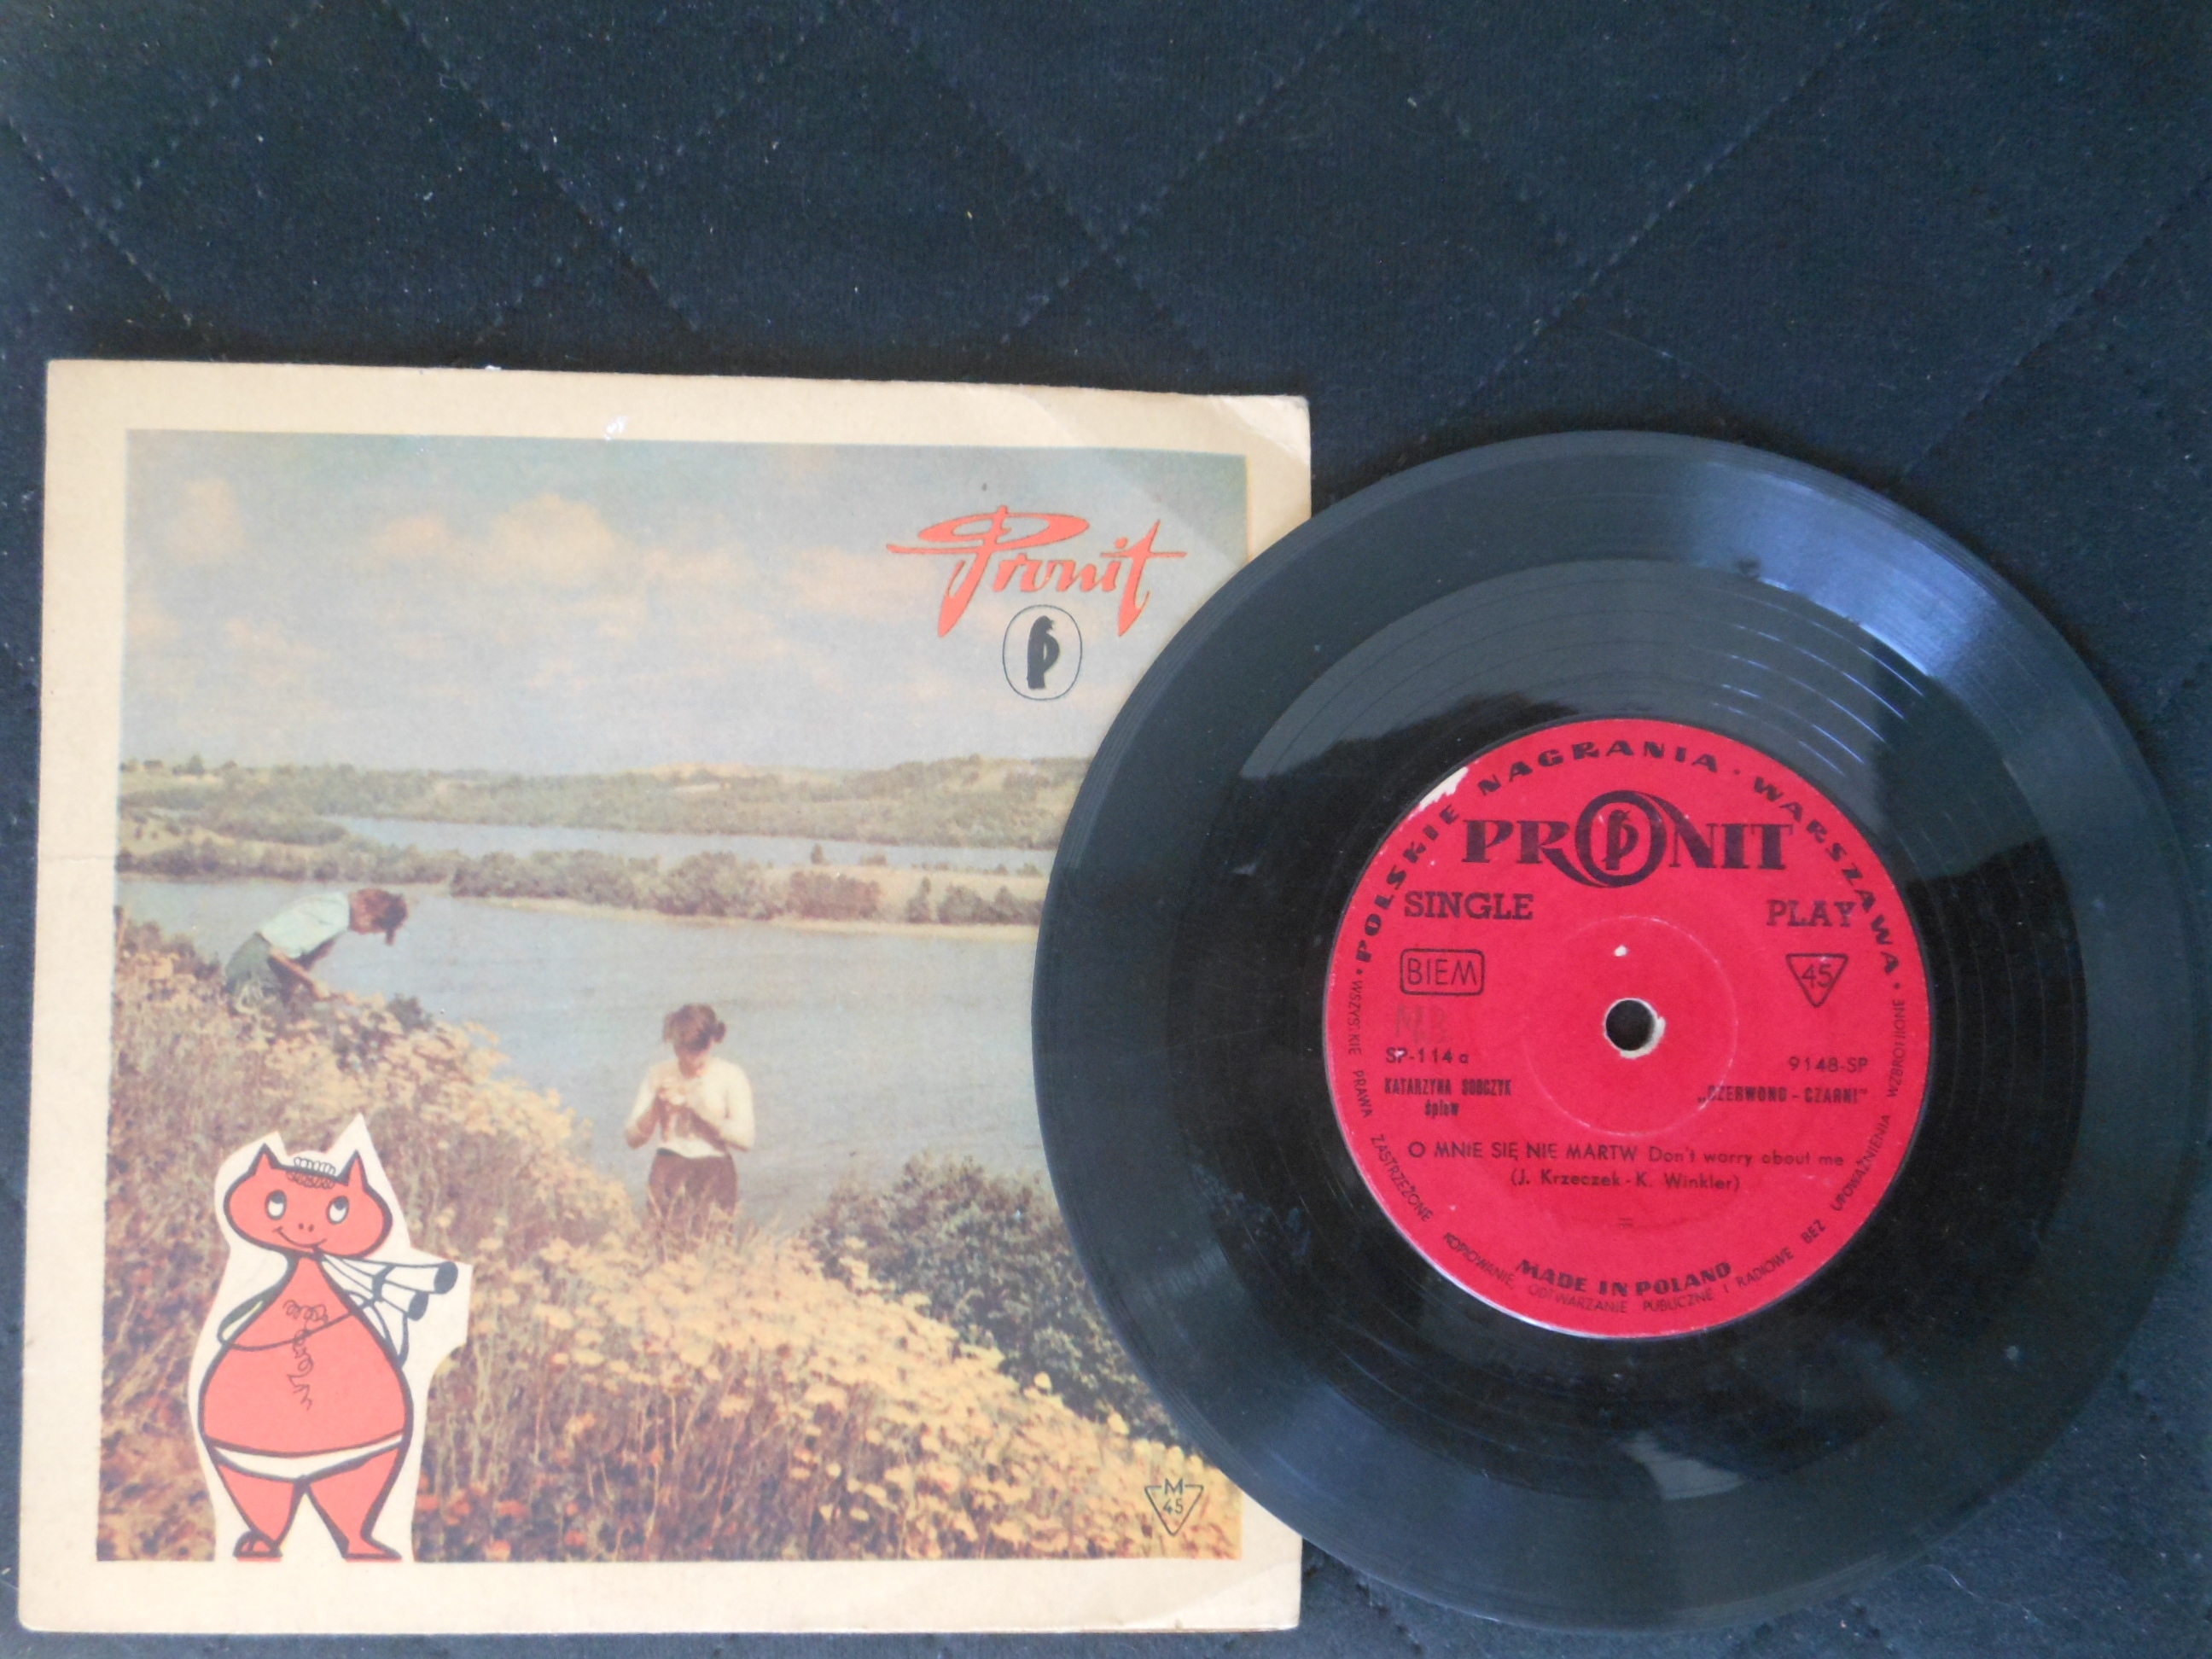 Pronit
M
45
POLSKIE NAGRANIA · WARSZAWA ·
PRONIT
SINGLE PLAY
BIEM 45
SP-114a 9148-SP
KATARZYNA SOBCZYK „CZERWONO - CZARNI”
śpiew
O MNIE SIĘ NIE MARTW Don't worry about me
(J. Krzeczek - K. Winkler)
MADE IN POLAND
· WSZYSTKIE PRAWA ZASTRZEŻONE KOPIOWANIE, ODTWARZANIE PUBLICZNE I RADIOWE BEZ UPOWAŻNIENIA WZBRONIONE